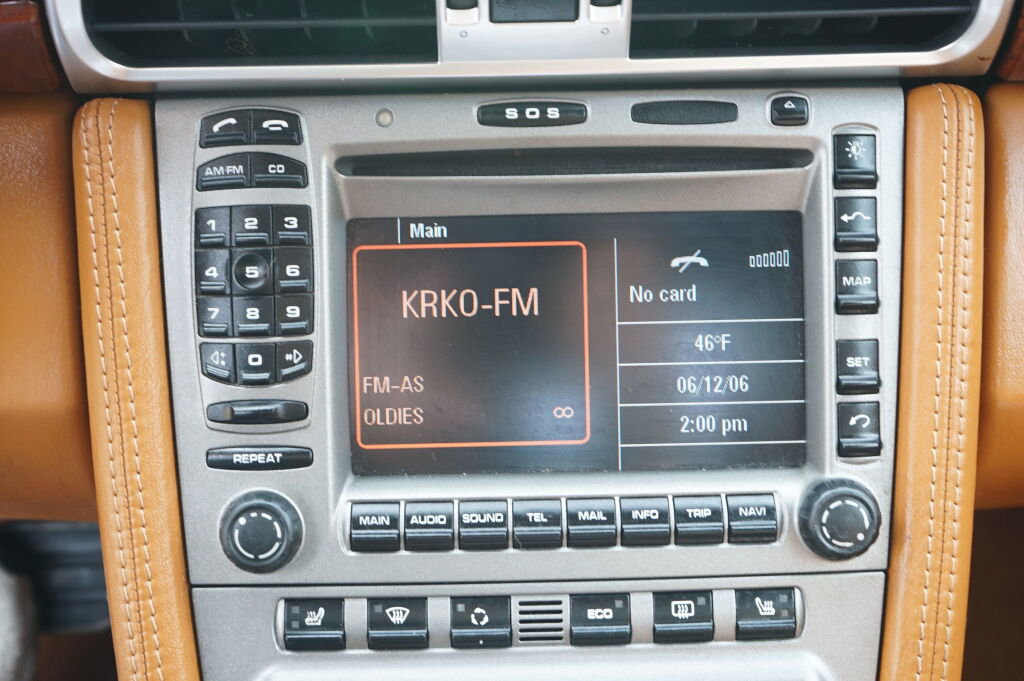 SOS
AM·FM CD
1 2 3
4 5 6
7 8 9
* 0 #
REPEAT
Main
KRKO-FM
FM-AS
OLDIES ∞
No card
46°F
06/12/06
2:00 pm
MAP
SET
MAIN AUDIO SOUND TEL MAIL INFO TRIP NAVI
ECO